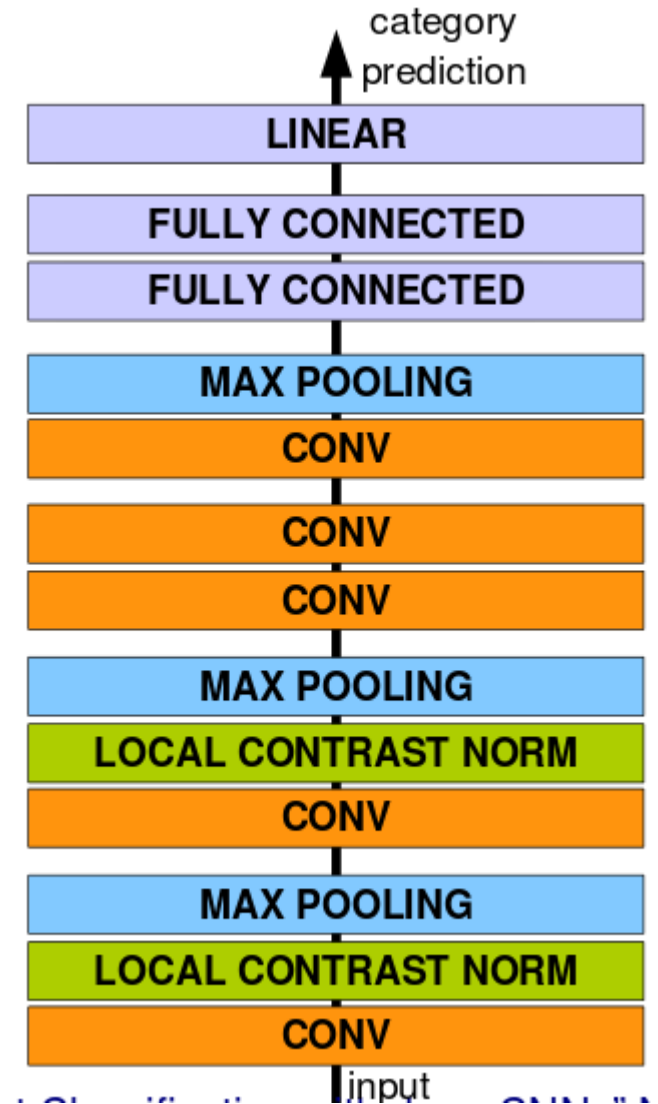 category
prediction
LINEAR
FULLY CONNECTED
FULLY CONNECTED
MAX POOLING
CONV
CONV
CONV
MAX POOLING
LOCAL CONTRAST NORM
CONV
MAX POOLING
LOCAL CONTRAST NORM
CONV
input